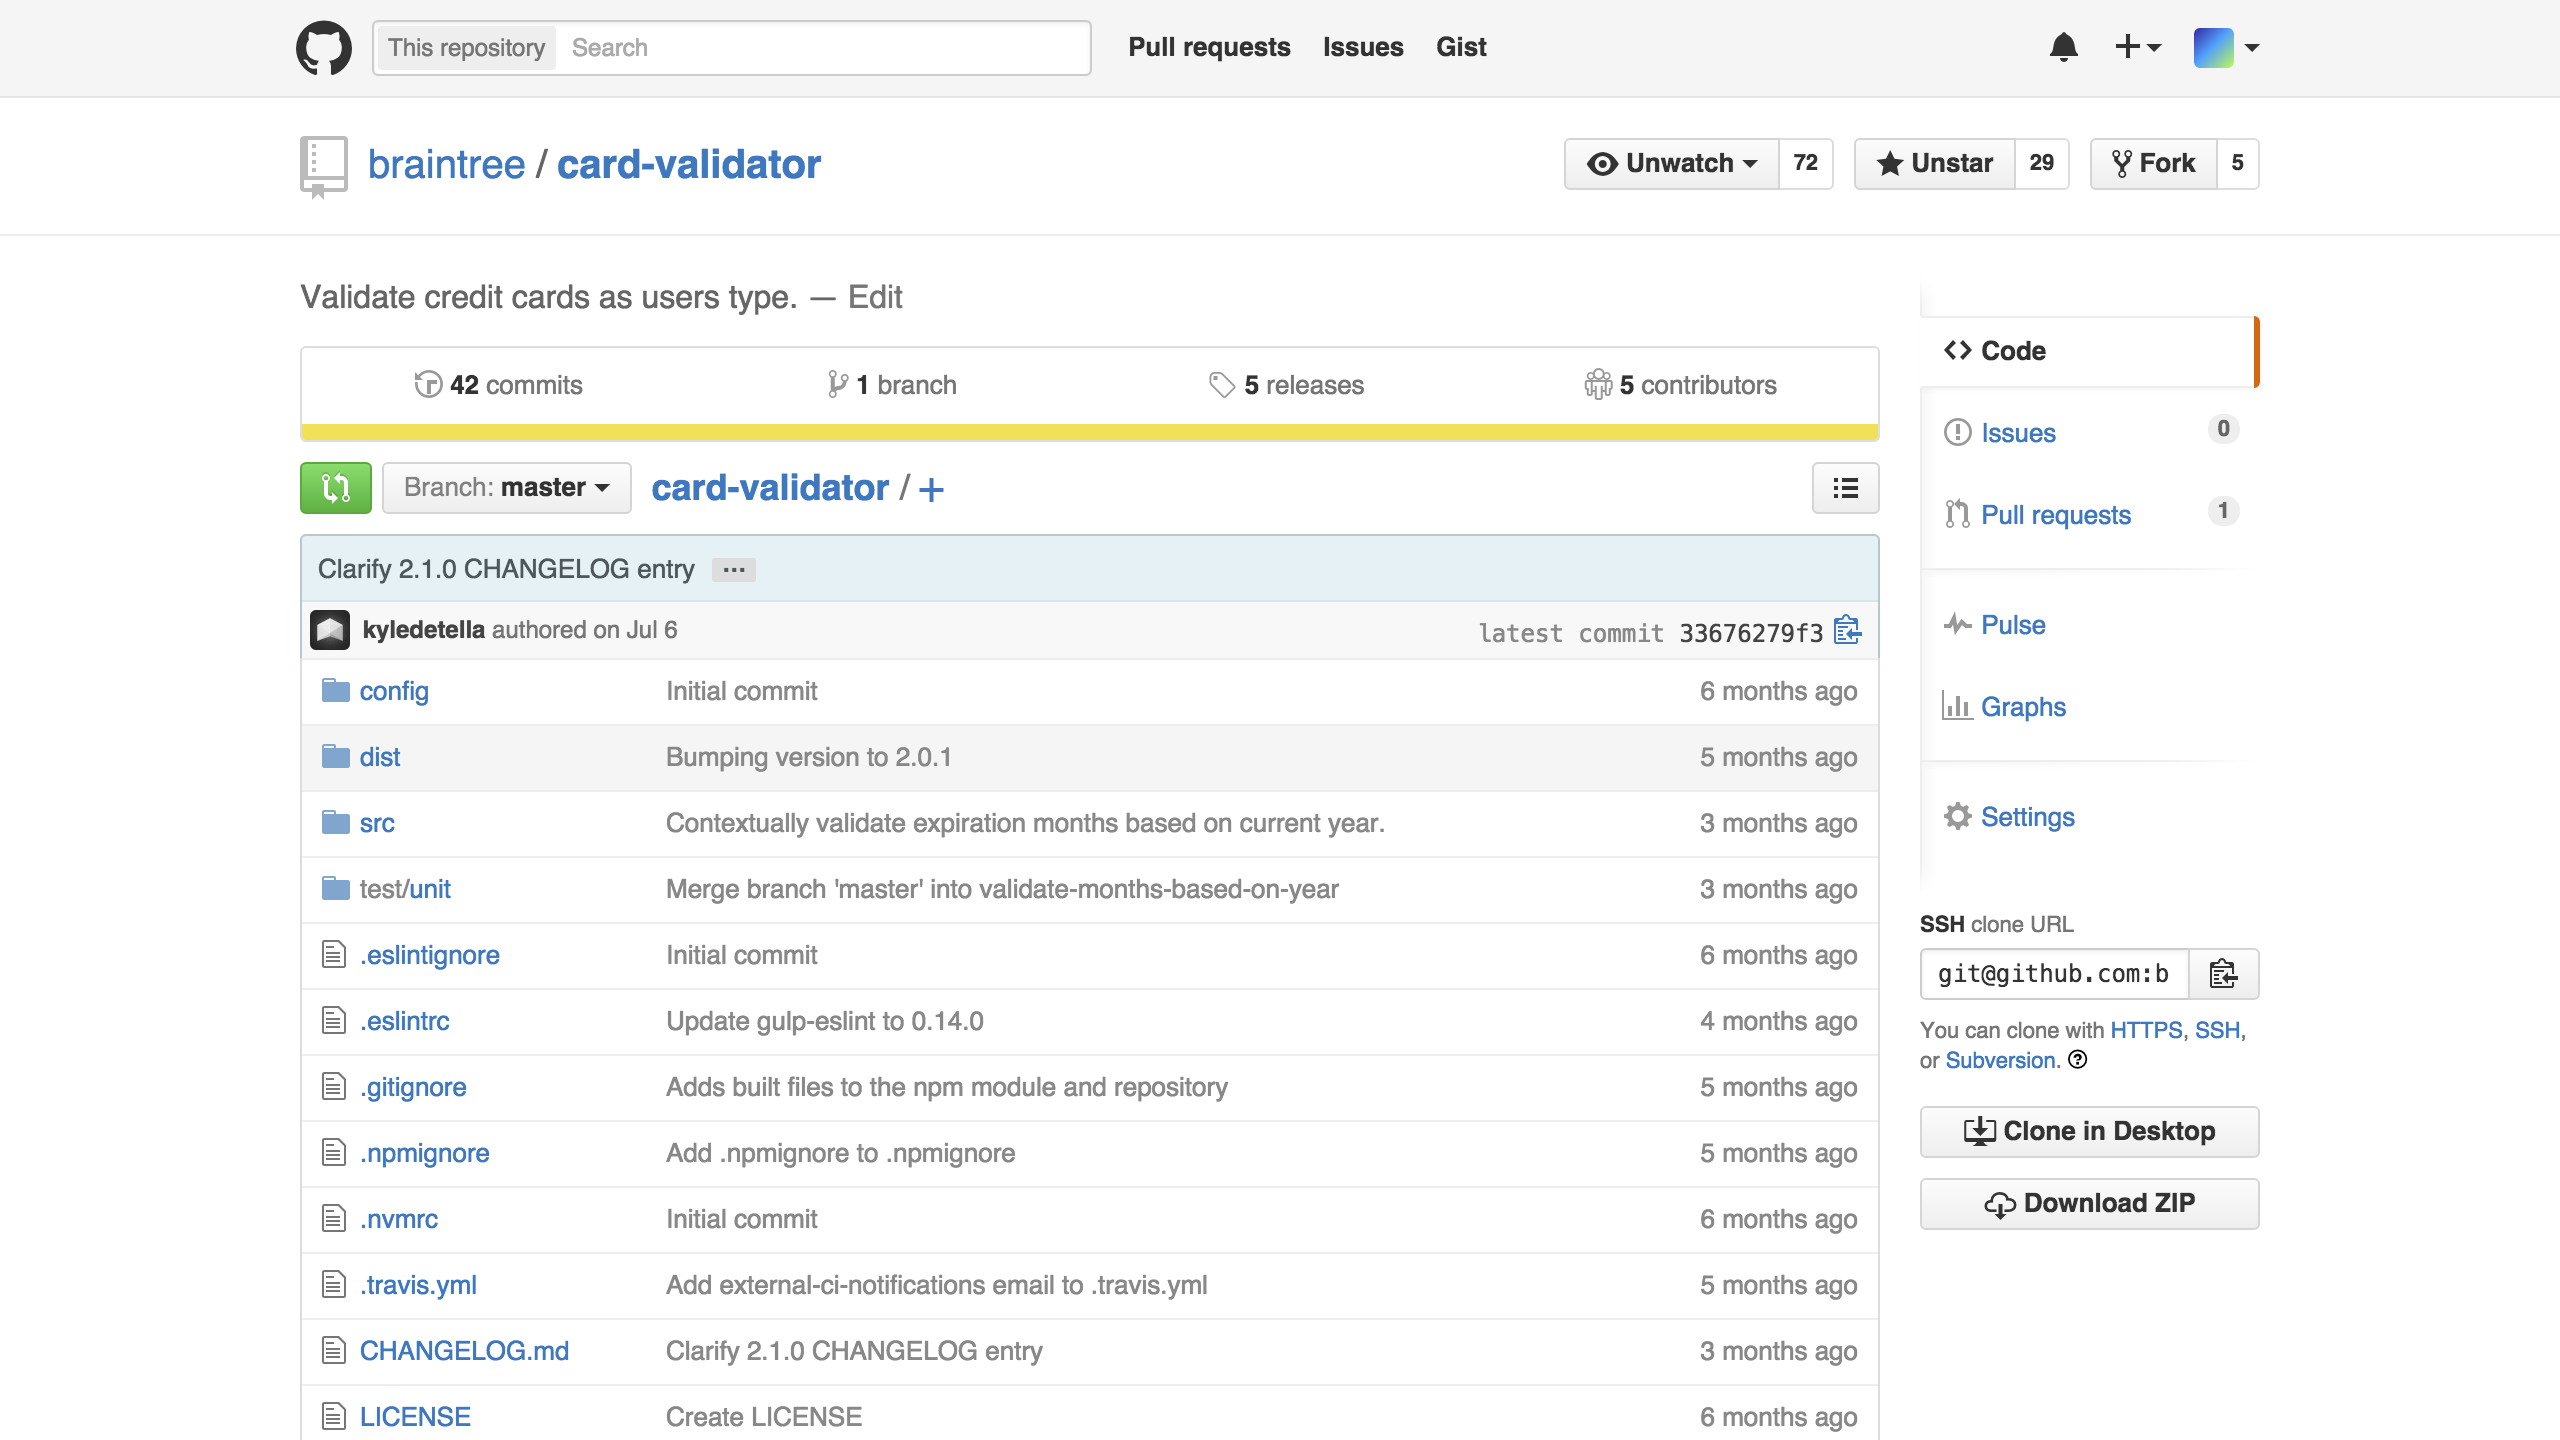 This repository Search Pull requests Issues Gist
braintree / card-validator Unwatch 72 Unstar 29 Fork 5
Validate credit cards as users type. — Edit
42 commits 1 branch 5 releases 5 contributors
Branch: master card-validator / +
Clarify 2.1.0 CHANGELOG entry ...
kyledetella authored on Jul 6 latest commit 33676279f3
config Initial commit 6 months ago
dist Bumping version to 2.0.1 5 months ago
src Contextually validate expiration months based on current year. 3 months ago
test/unit Merge branch 'master' into validate-months-based-on-year 3 months ago
.eslintignore Initial commit 6 months ago
.eslintrc Update gulp-eslint to 0.14.0 4 months ago
.gitignore Adds built files to the npm module and repository 5 months ago
.npmignore Add .npmignore to .npmignore 5 months ago
.nvmrc Initial commit 6 months ago
.travis.yml Add external-ci-notifications email to .travis.yml 5 months ago
CHANGELOG.md Clarify 2.1.0 CHANGELOG entry 3 months ago
LICENSE Create LICENSE 6 months ago
Code
Issues 0
Pull requests 1
Pulse
Graphs
Settings
SSH clone URL
git@github.com:b
You can clone with HTTPS, SSH,
or Subversion.
Clone in Desktop
Download ZIP